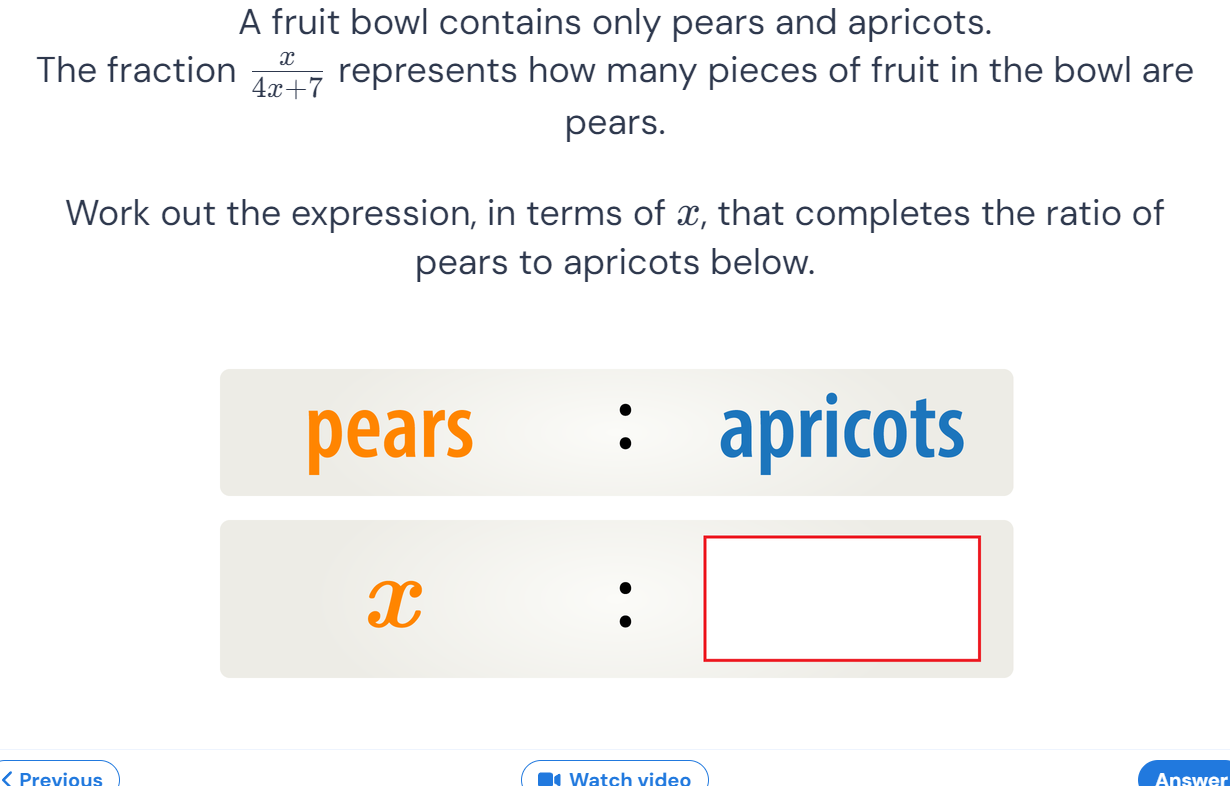 A fruit bowl contains only pears and apricots.
The fraction \frac{x}{4x+7} represents how many pieces of fruit in the bowl are
pears.
Work out the expression, in terms of x, that completes the ratio of
pears to apricots below.
pears : apricots
x :
Previous Watch video Answer